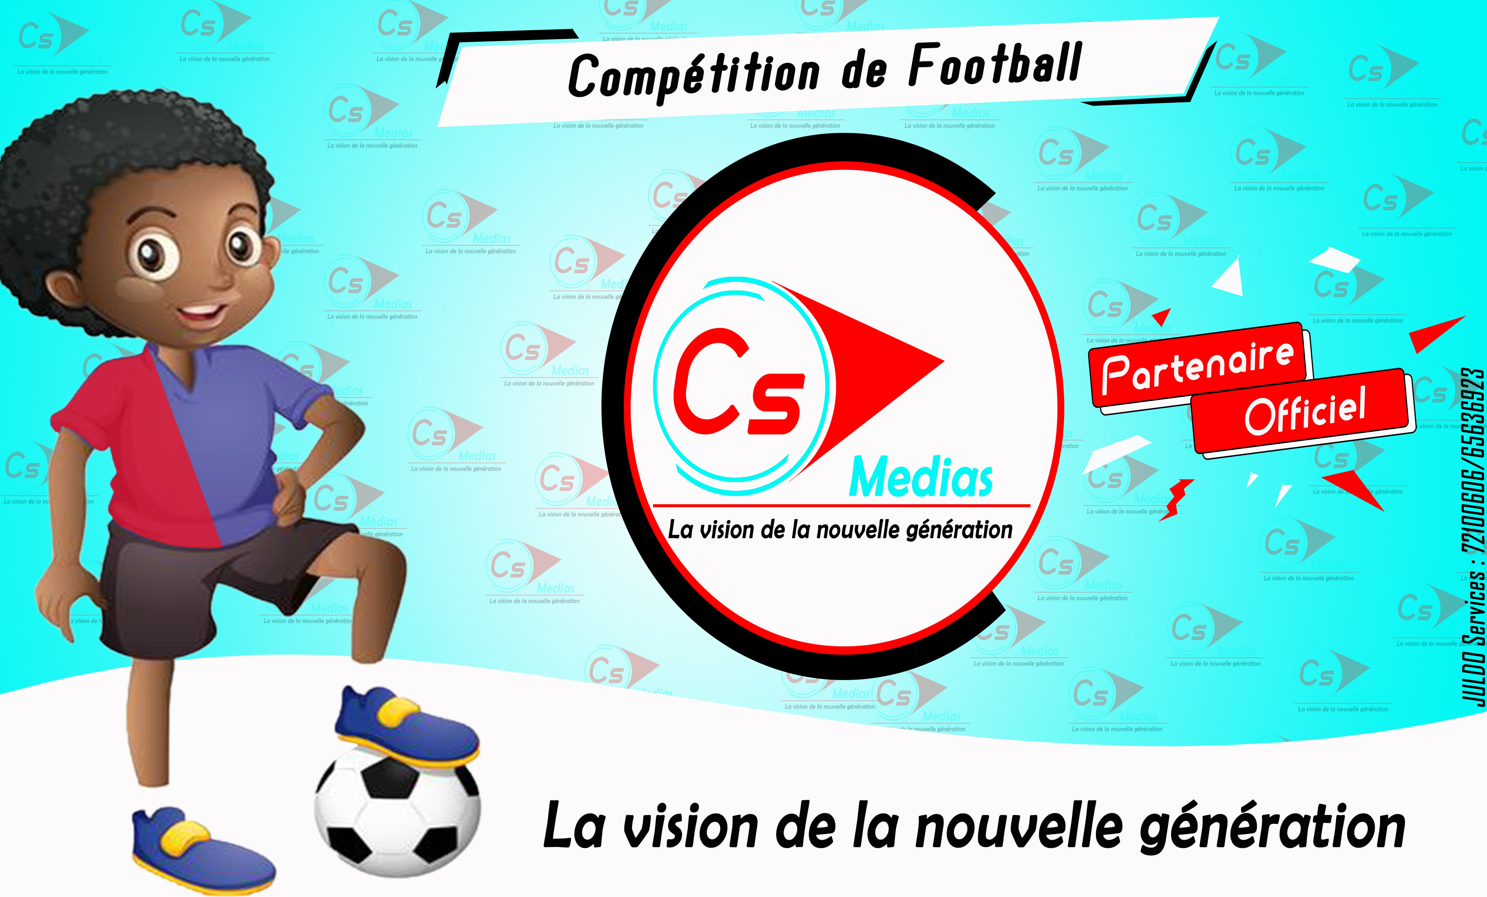 Compétition de Football
Cs
Medias
La vision de la nouvelle génération
Partenaire
Officiel
JULDO Services : 72100606/65636923
La vision de la nouvelle génération